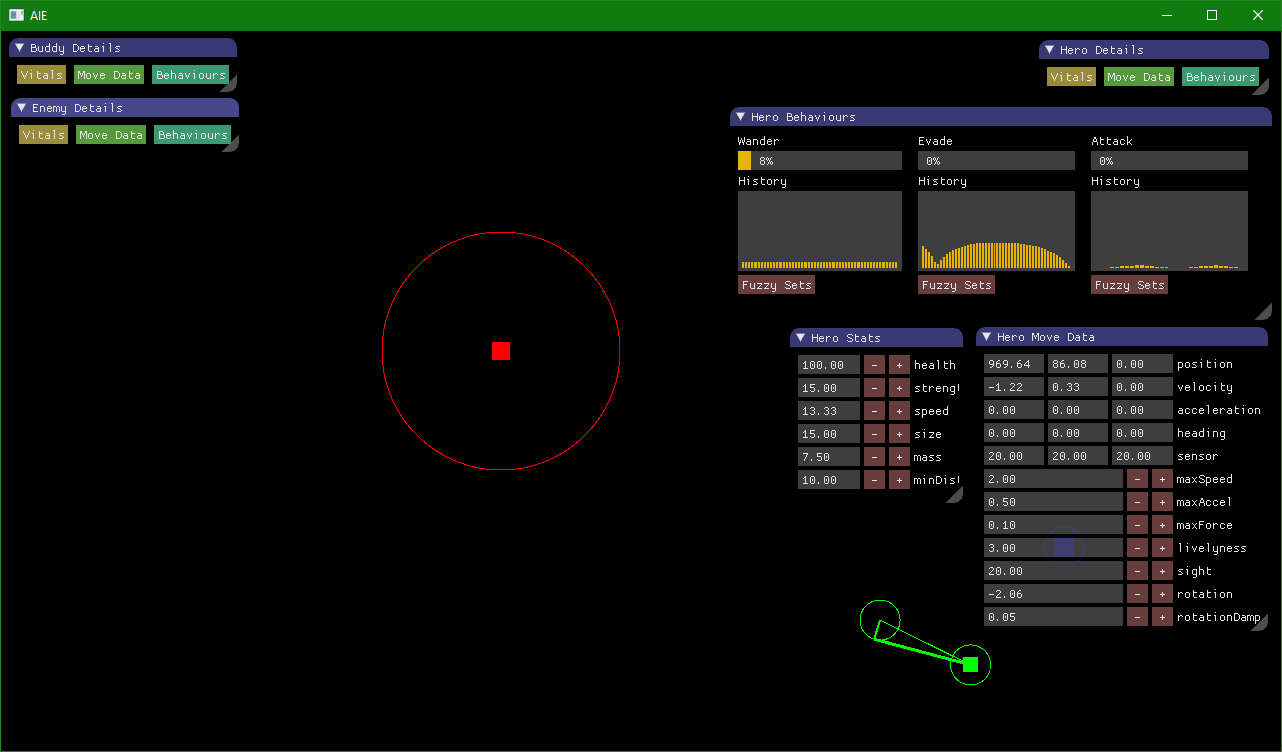 AIE
Buddy Details
Vitals Move Data Behaviours
Enemy Details
Vitals Move Data Behaviours
Hero Details
Vitals Move Data Behaviours
Hero Behaviours
Wander Evade Attack
8% 0% 0%
History History History
Fuzzy Sets Fuzzy Sets Fuzzy Sets
Hero Stats
100.00 - + health
15.00 - + strengt
13.33 - + speed
15.00 - + size
7.50 - + mass
10.00 - + minDist
Hero Move Data
969.64 86.08 0.00 position
-1.22 0.33 0.00 velocity
0.00 0.00 0.00 acceleration
0.00 0.00 0.00 heading
20.00 20.00 20.00 sensor
2.00 - + maxSpeed
0.50 - + maxAccel
0.10 - + maxForce
3.00 - + livelyness
20.00 - + sight
-2.06 - + rotation
0.05 - + rotationDamp